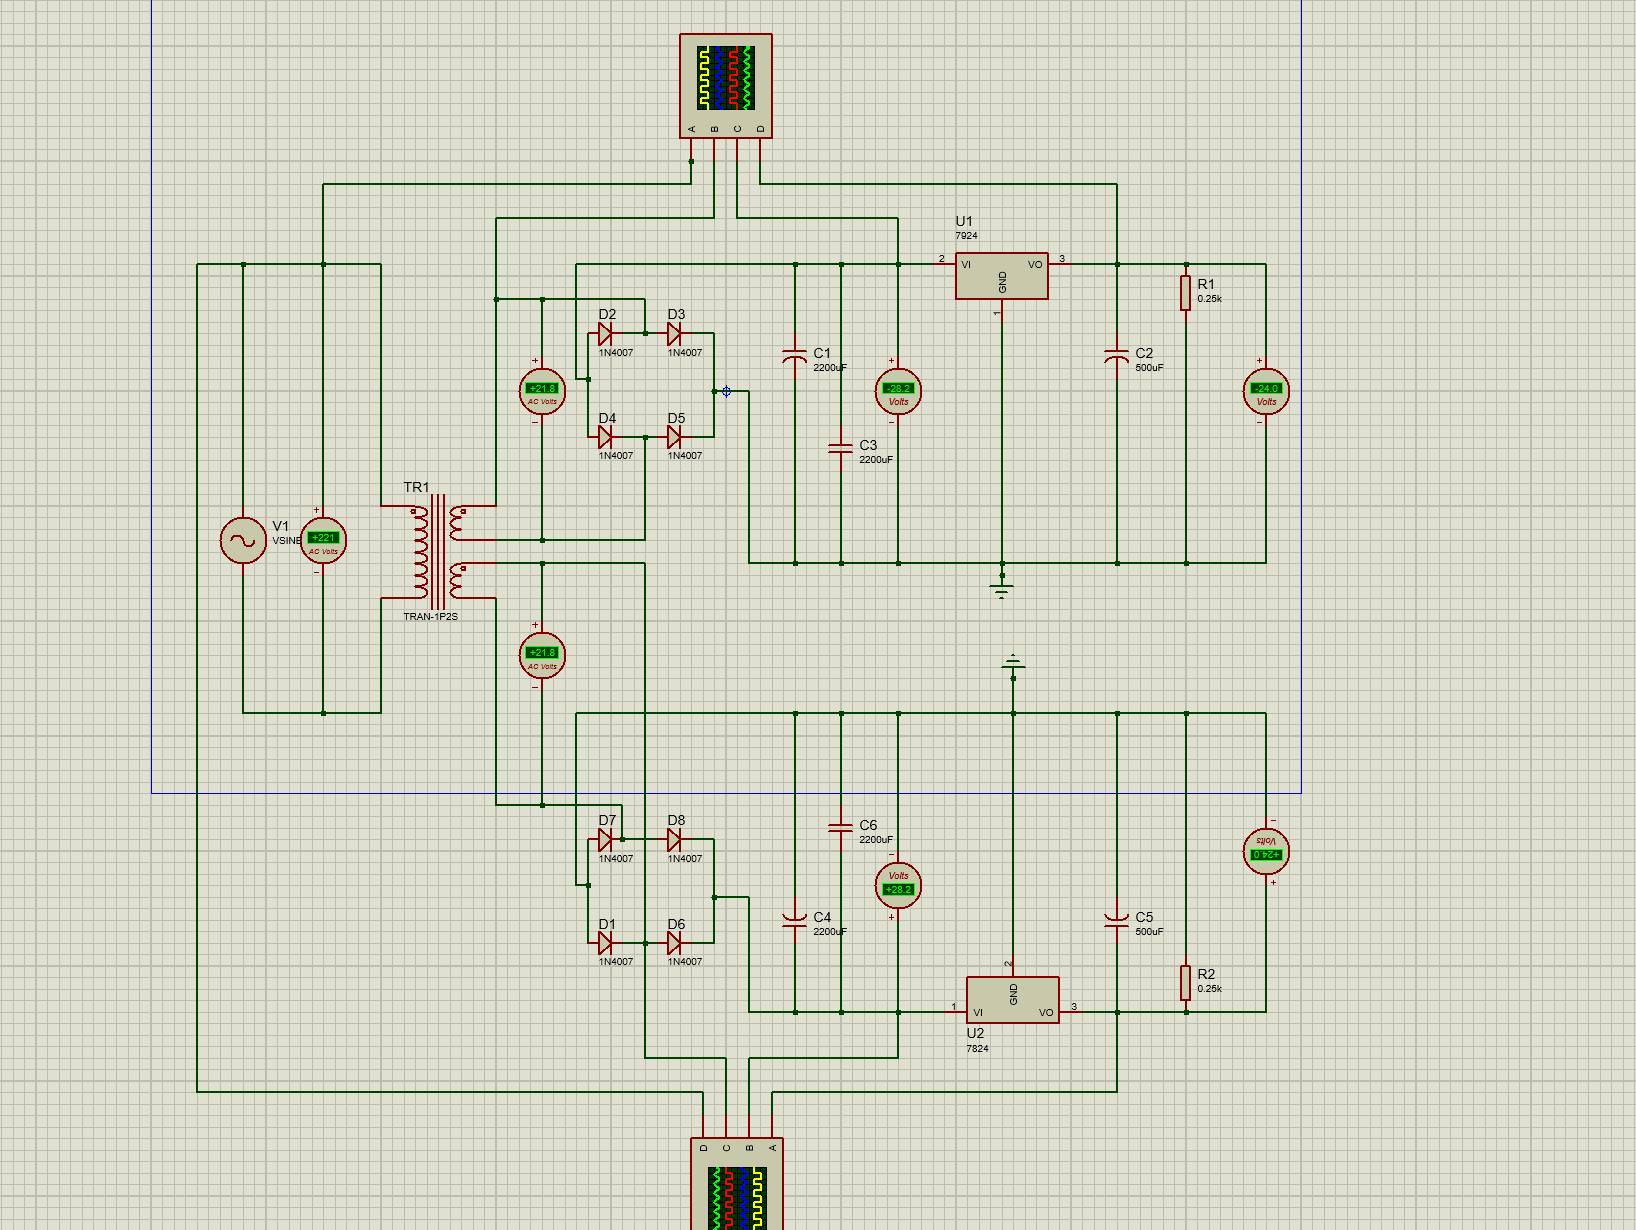 A B C D
U1
7924
2 VI VO 3
GND
1
R1
0.25k
D2 D3
1N4007 1N4007
C1
2200uF
C2
500uF
+
+21.8
AC Volts
−
+
-28.2
Volts
−
+
-24.0
Volts
−
D4 D5
1N4007 1N4007
C3
2200uF
TR1
V1
VSINE
+
+221
AC Volts
−
TRAN-1P2S
+
+21.8
AC Volts
−
D7 D8
1N4007 1N4007
C6
2200uF
−
Volts
+28.2
+
−
Volts
+24.0
+
D1 D6
1N4007 1N4007
C4
2200uF
C5
500uF
R2
0.25k
2
GND
1 VI VO 3
U2
7824
D C B A